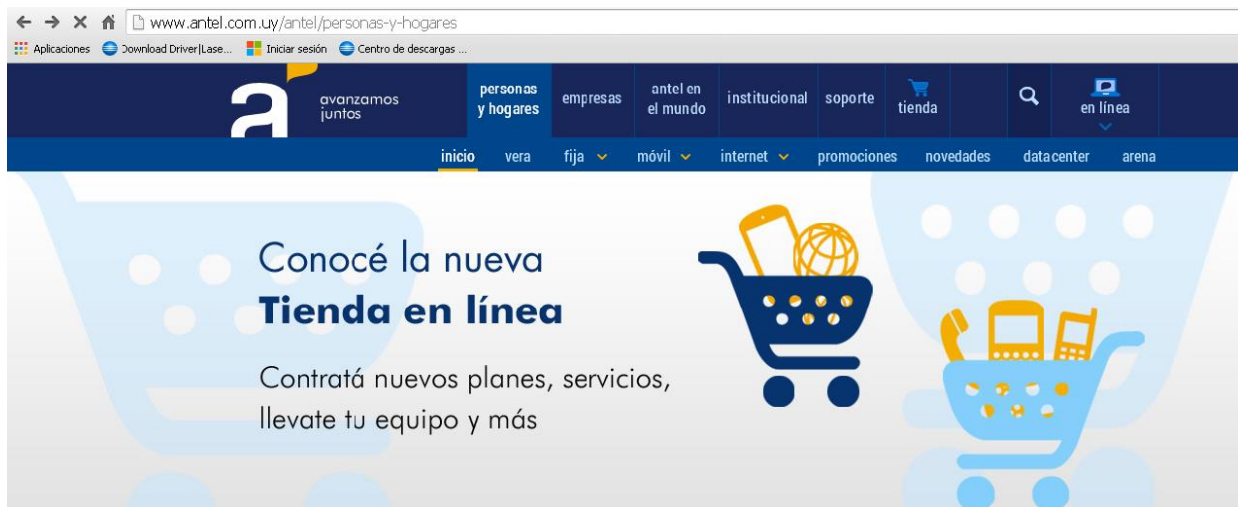 www.antel.com.uy/antel/personas-y-hogares
Aplicaciones Download Driver|Lase... Iniciar sesión Centro de descargas ...
a
avanzamos
juntos
personas
y hogares
empresas
antel en
el mundo
institucional
soporte
tienda
en línea
inicio vera fija móvil internet promociones novedades datacenter arena
Conocé la nueva
Tienda en línea
Contratá nuevos planes, servicios,
llevate tu equipo y más